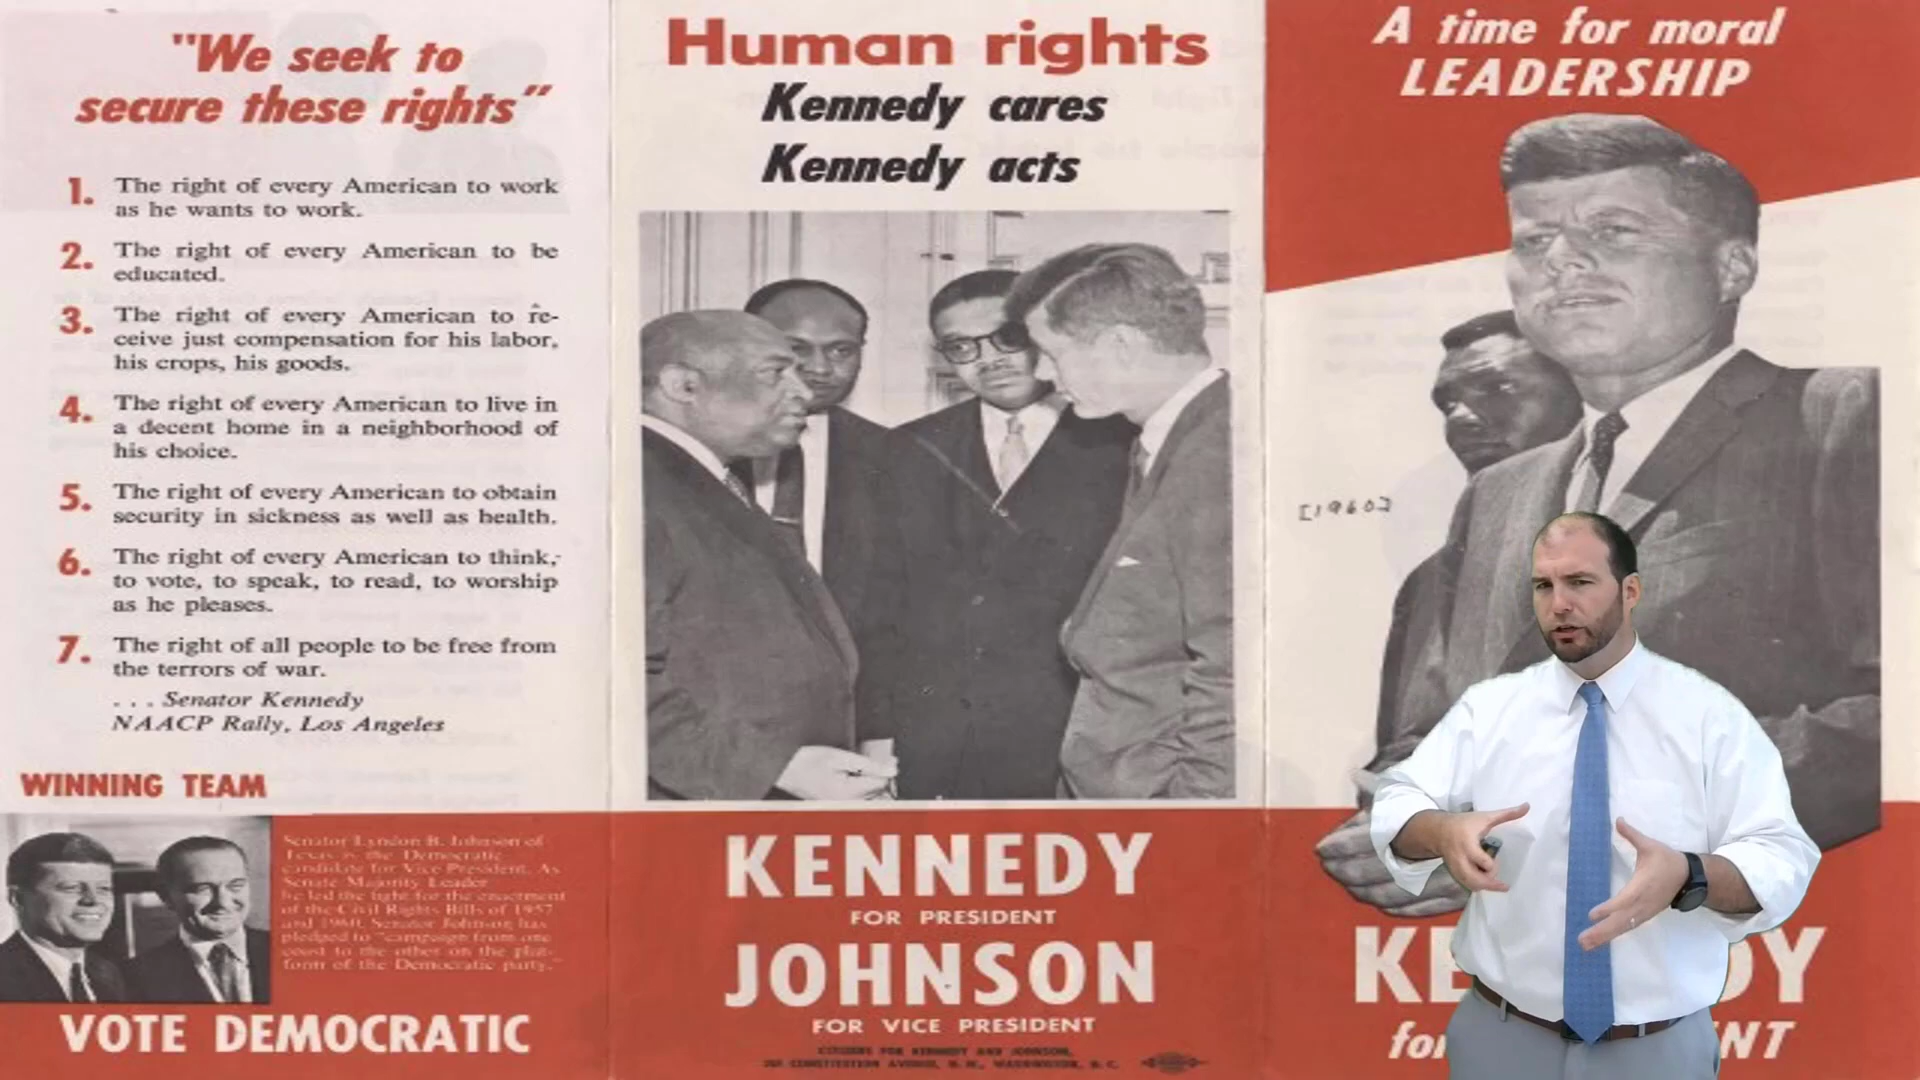 "We seek to
secure these rights"
1. The right of every American to work
as he wants to work.
2. The right of every American to be
educated.
3. The right of every American to re-
ceive just compensation for his labor,
his crops, his goods.
4. The right of every American to live in
a decent home in a neighborhood of
his choice.
5. The right of every American to obtain
security in sickness as well as health.
6. The right of every American to think,
to vote, to speak, to read, to worship
as he pleases.
7. The right of all people to be free from
the terrors of war.
. . . Senator Kennedy
NAACP Rally, Los Angeles
WINNING TEAM
Senator Lyndon B. Johnson of
Texas is the Democratic
candidate for Vice President. As
Senate Majority Leader
he led the fight for the enactment
of the Civil Rights Bills of 1957
and 1960. Senator Johnson has
pledged to "campaign from one
coast to the other on the plat-
form of the Democratic party."
VOTE DEMOCRATIC
Human rights
Kennedy cares
Kennedy acts
KENNEDY
FOR PRESIDENT
JOHNSON
FOR VICE PRESIDENT
CITIZENS FOR KENNEDY AND JOHNSON,
CONSTITUTION AVENUE, N. W., WASHINGTON, D. C.
A time for moral
LEADERSHIP
[1960]
KE DY
for NT